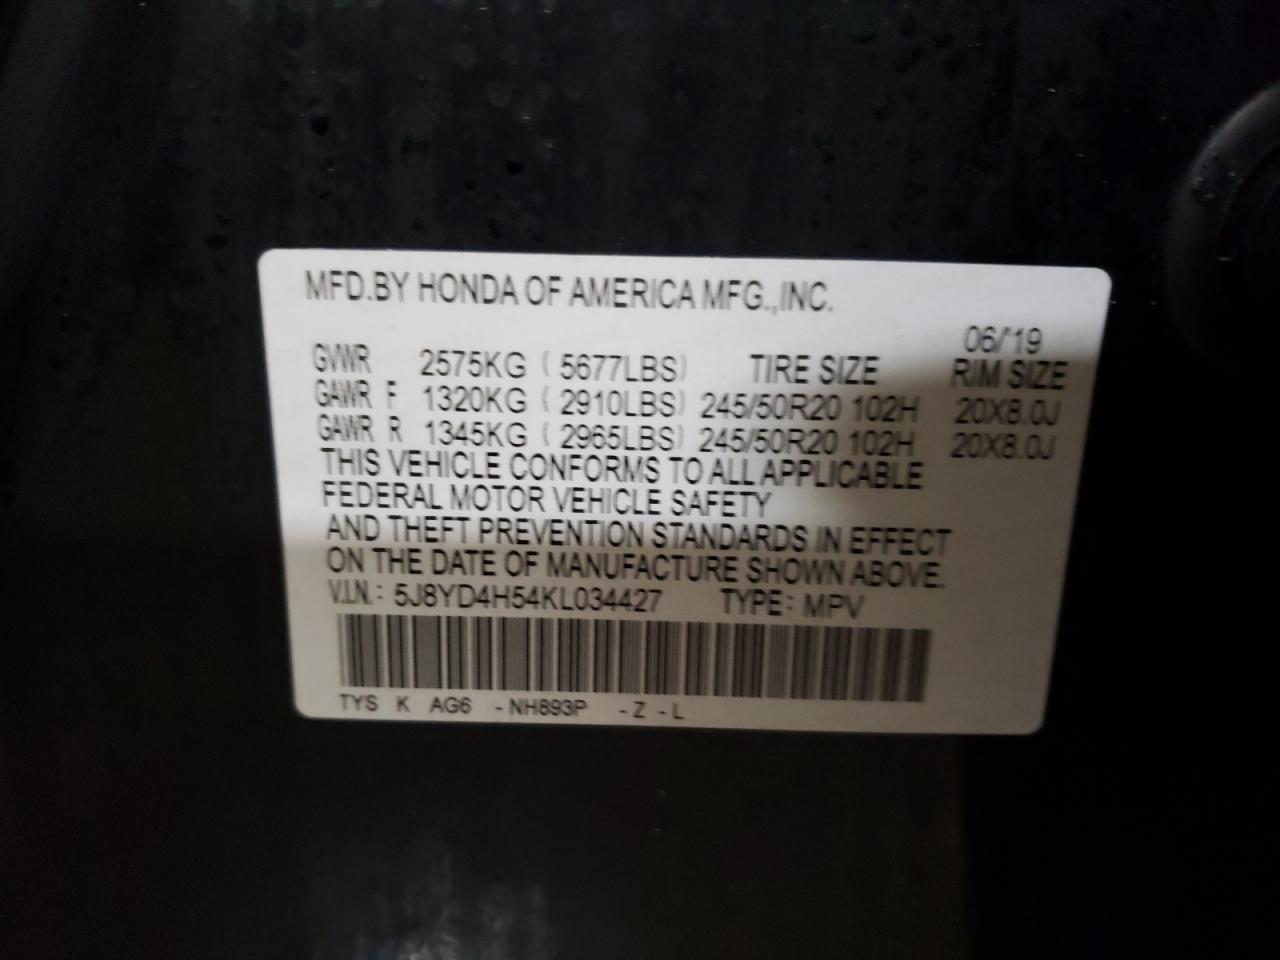 MFD.BY HONDA OF AMERICA MFG.,INC.
06/'19
GVWR 2575KG ( 5677LBS) TIRE SIZE RIM SIZE
GAWR F 1320KG ( 2910LBS) 245/50R20 102H 20X8.0J
GAWR R 1345KG ( 2965LBS) 245/50R20 102H 20X8.0J
THIS VEHICLE CONFORMS TO ALL APPLICABLE
FEDERAL MOTOR VEHICLE SAFETY
AND THEFT PREVENTION STANDARDS IN EFFECT
ON THE DATE OF MANUFACTURE SHOWN ABOVE.
V.I.N.: 5J8YD4H54KL034427 TYPE: MPV
TYS K AG6 -NH893P -Z -L